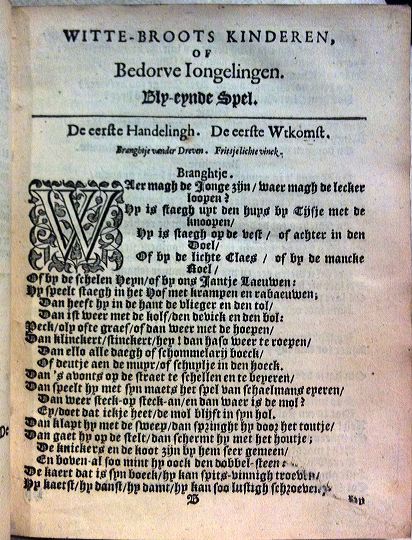 WITTE-BROOTS KINDEREN,
OF
Bedorve Iongelingen.
Bly-eynde Spel.
De eerste Handelingh. De eerste Wtkomst.
Branghtje vander Dreven. Fritsje lichte vinck.
Branghtje.
WAer magh de Jonge zijn/ waer magh de lecker
loopen?
Hy is staegh uyt den huys by Tijsje met de
knoopen/
Hy is staegh op de vest / of achter in den
Doel/
Of by de lichte Claes / of by de mancke
Roel/
Of by de schelen Heyn/ of by ons Jantje Laeuwen:
Hy speelt staegh in het Hof met krampen en rabaeuwen;
Dan heeft hy in de hant de vlieger en den tol/
Dan ist weer met de kolf/ den devick en den bol:
Peck/ oly ofte graef/ of dan weer met de hoepen/
Dan klinckert/ stinckert/ hey! dan haso weer te roepen/
Dan ello alle daegh of schommelarij boeck/
Of deutjen aen de muyr/ of schuyltje in den hoeck.
Dan 's avonts op de straet te schellen en te beyeren/
Dan speelt hy met syn maets het spel van schaelmans eyeren/
Dan weer steck-op steck-an/ en dan waer is de mol?
Ey/ doet dat ickje heet/ de mol blijft in syn hol.
Dan klapt hy met de sweep/ dan springht hy door het toutje/
Dan gaet hy op de stelt/ dan schermt hy met het houtje;
De knickers en de koot zijn by hem seer gemeen/
En boven al soo mint hy oock den dobbel-steen:
De kaert dat is syn boeck/ hy kan spits-vinnigh troeven/
Hy kaetst/ hy danst/ hy damt/ hy kan soo lustigh schroeven.
B